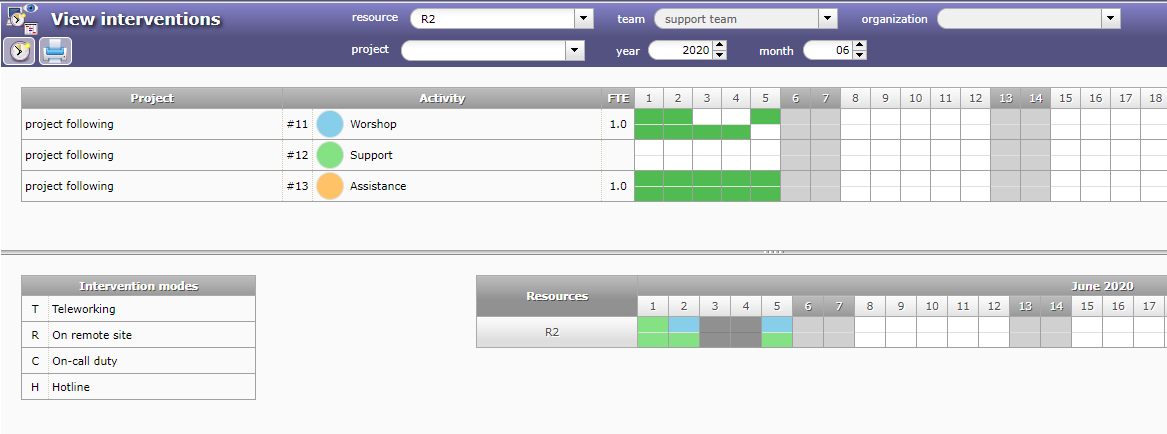 View interventions
resource R2 team support team organization
project year 2020 month 06
Project Activity FTE 1 2 3 4 5 6 7 8 9 10 11 12 13 14 15 16 17 18
project following #11 Worshop 1.0
project following #12 Support
project following #13 Assistance 1.0
Intervention modes
T Teleworking
R On remote site
C On-call duty
H Hotline
Resources June 2020
1 2 3 4 5 6 7 8 9 10 11 12 13 14 15 16 17
R2